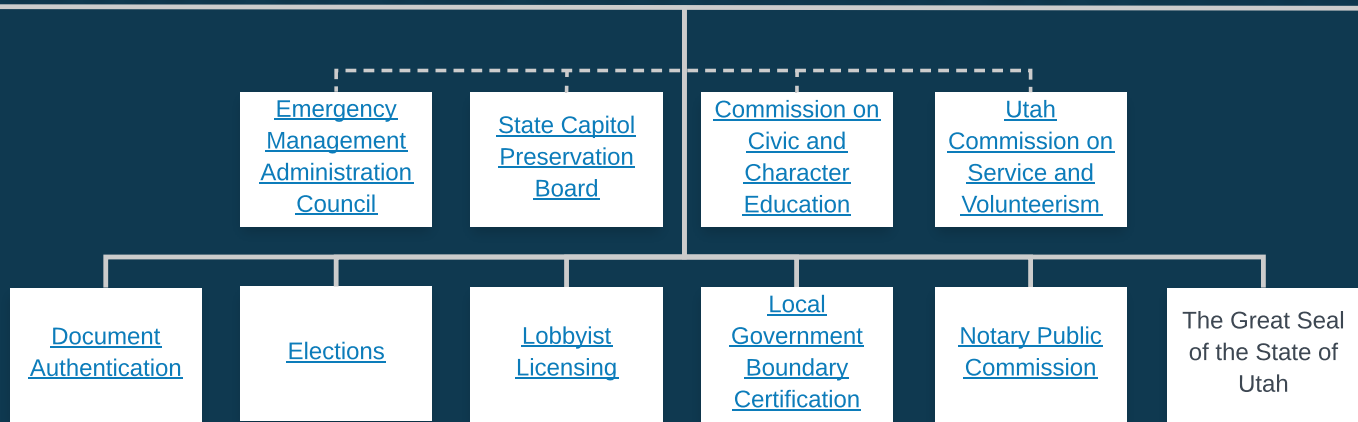 Emergency
Management
Administration
Council
State Capitol
Preservation
Board
Commission on
Civic and
Character
Education
Utah
Commission on
Service and
Volunteerism
Document
Authentication
Elections
Lobbyist
Licensing
Local
Government
Boundary
Certification
Notary Public
Commission
The Great Seal
of the State of
Utah